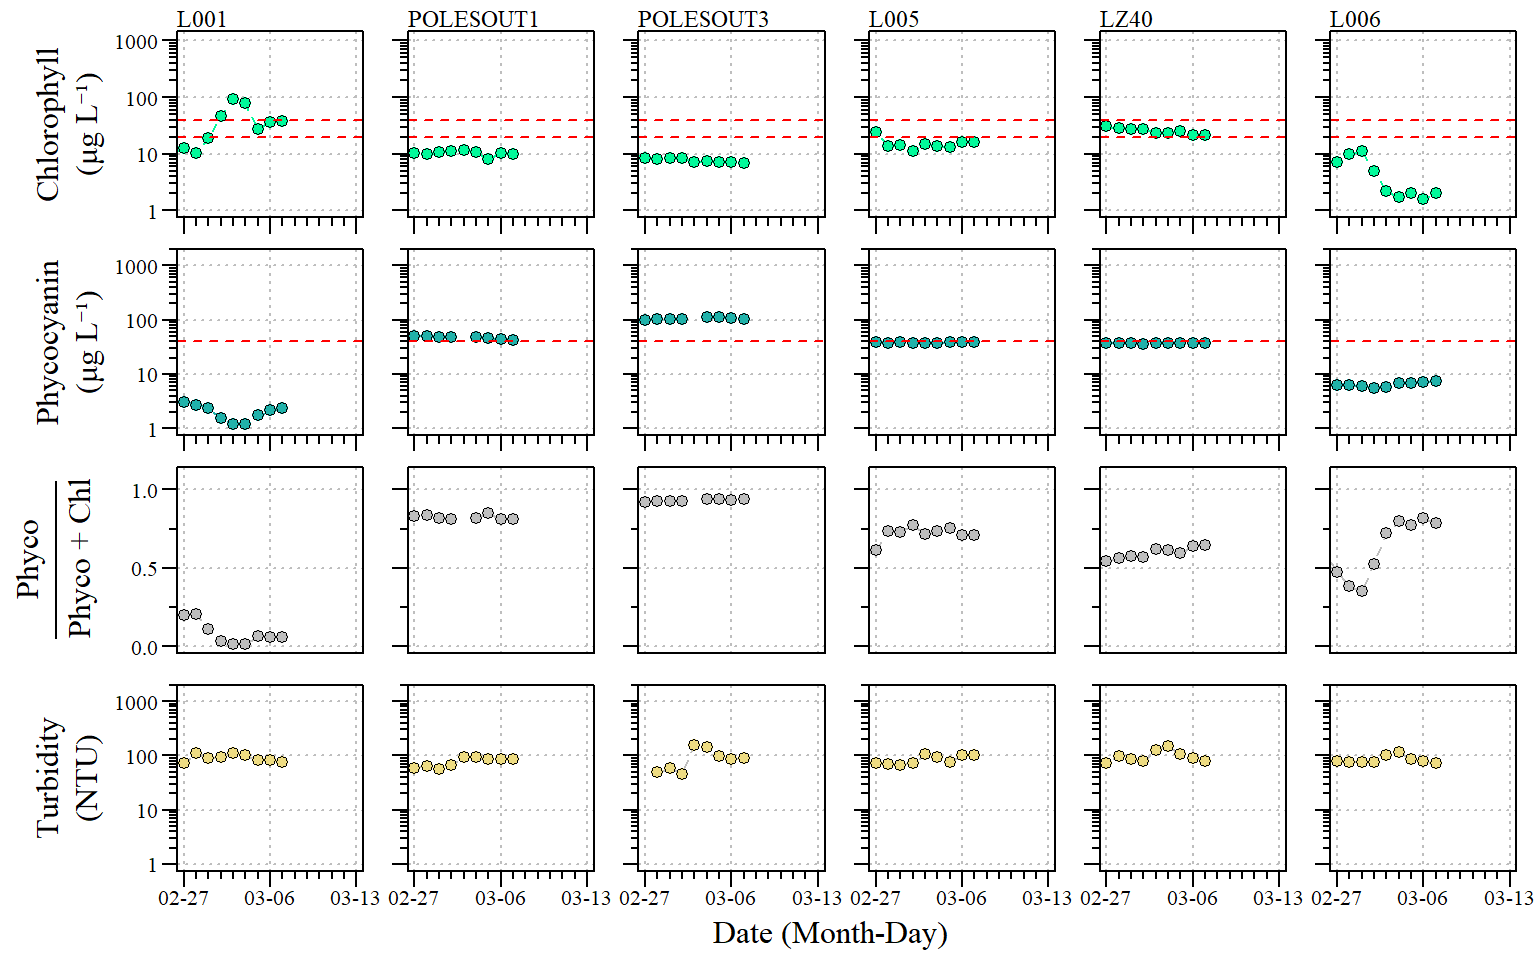 L001 POLESOUT1 POLESOUT3 L005 LZ40 L006
Chlorophyll
(µg L⁻¹)
1000
100
10
1
Phycocyanin
(µg L⁻¹)
1000
100
10
1
Phyco
Phyco + Chl
1.0
0.5
0.0
Turbidity
(NTU)
1000
100
10
1
02-27 03-06 03-13 02-27 03-06 03-13 02-27 03-06 03-13 02-27 03-06 03-13 02-27 03-06 03-13 02-27 03-06 03-13
Date (Month-Day)